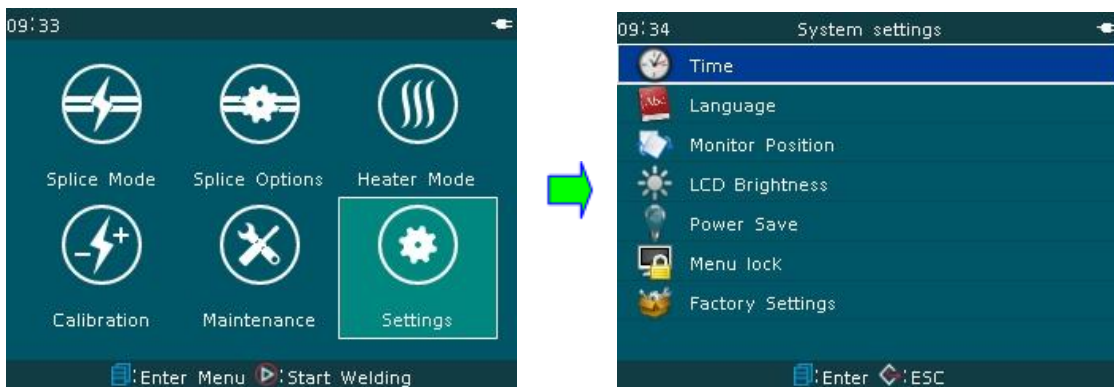 09:33
Splice Mode
Splice Options
Heater Mode
Calibration
Maintenance
Settings
:Enter Menu :Start Welding
09:34 System settings
Time
Abc
Language
Monitor Position
LCD Brightness
Power Save
Menu lock
Factory Settings
:Enter :ESC